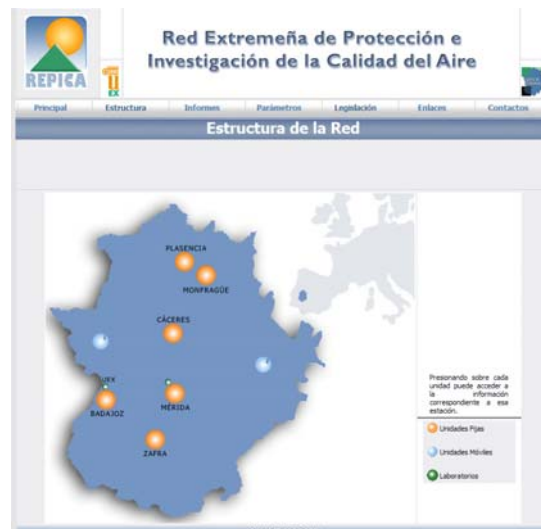 Red Extremeña de Protección e
Investigación de la Calidad del Aire
REPICA
Principal Estructura Informes Parámetros Legislación Enlaces Contactos
Estructura de la Red
PLASENCIA
MONFRAGÜE
CÁCERES
UEX
BADAJOZ
MÉRIDA
ZAFRA
Presionando sobre cada
unidad puede acceder a
la información
correspondiente a esa
estación.
Unidades Fijas
Unidades Móviles
Laboratorios